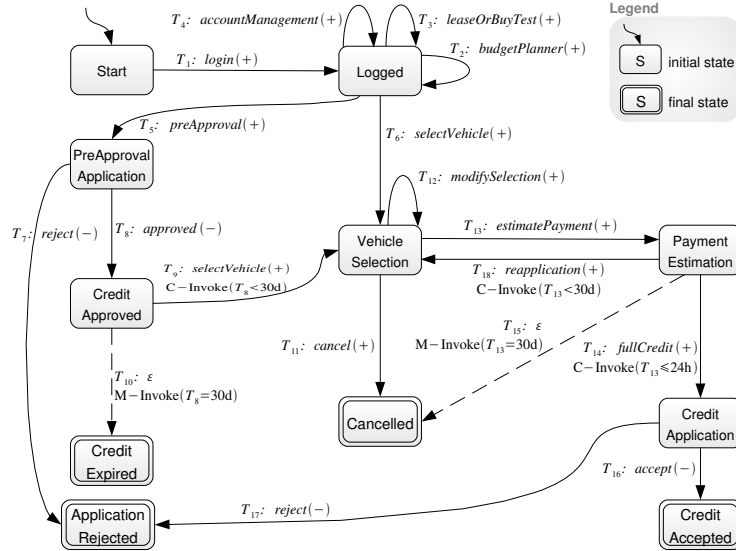 Legend
S
initial state
S
final state
T4: accountManagement(+)
T3: leaseOrBuyTest(+)
T2: budgetPlanner(+)
Start
T1: login(+)
Logged
T5: preApproval(+)
T6: selectVehicle(+)
PreApproval
Application
T12: modifySelection(+)
T7: reject(−)
T8: approved(−)
Vehicle
Selection
T13: estimatePayment(+)
Payment
Estimation
T9: selectVehicle(+)
C−Invoke(T8<30d)
T18: reapplication(+)
C−Invoke(T13<30d)
Credit
Approved
T15: ε
M−Invoke(T13=30d)
T11: cancel(+)
T14: fullCredit(+)
C−Invoke(T13⩽24h)
T10: ε
M−Invoke(T8=30d)
Cancelled
Credit
Application
Credit
Expired
T16: accept(−)
Application
Rejected
T17: reject(−)
Credit
Accepted